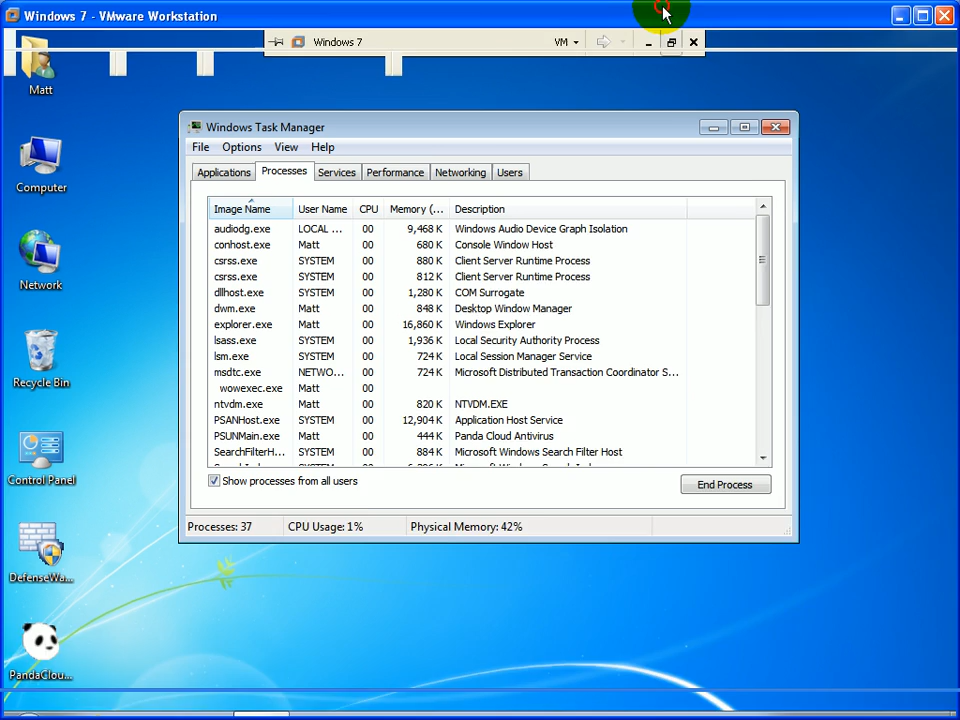 Windows 7 - VMware Workstation
Windows 7
VM
Matt
Computer
Network
Recycle Bin
Control Panel
DefenseWa...
PandaClou...
Windows Task Manager
File Options View Help
Applications Processes Services Performance Networking Users
Image Name User Name CPU Memory (... Description
audiodg.exe LOCAL ... 00 9,468 K Windows Audio Device Graph Isolation
conhost.exe Matt 00 680 K Console Window Host
csrss.exe SYSTEM 00 880 K Client Server Runtime Process
csrss.exe SYSTEM 00 812 K Client Server Runtime Process
dllhost.exe SYSTEM 00 1,280 K COM Surrogate
dwm.exe Matt 00 848 K Desktop Window Manager
explorer.exe Matt 00 16,860 K Windows Explorer
lsass.exe SYSTEM 00 1,936 K Local Security Authority Process
lsm.exe SYSTEM 00 724 K Local Session Manager Service
msdtc.exe NETWO... 00 724 K Microsoft Distributed Transaction Coordinator S...
wowexec.exe Matt 00
ntvdm.exe Matt 00 820 K NTVDM.EXE
PSANHost.exe SYSTEM 00 12,904 K Application Host Service
PSUNMain.exe Matt 00 444 K Panda Cloud Antivirus
SearchFilterH... SYSTEM 00 884 K Microsoft Windows Search Filter Host
Show processes from all users
End Process
Processes: 37 CPU Usage: 1% Physical Memory: 42%